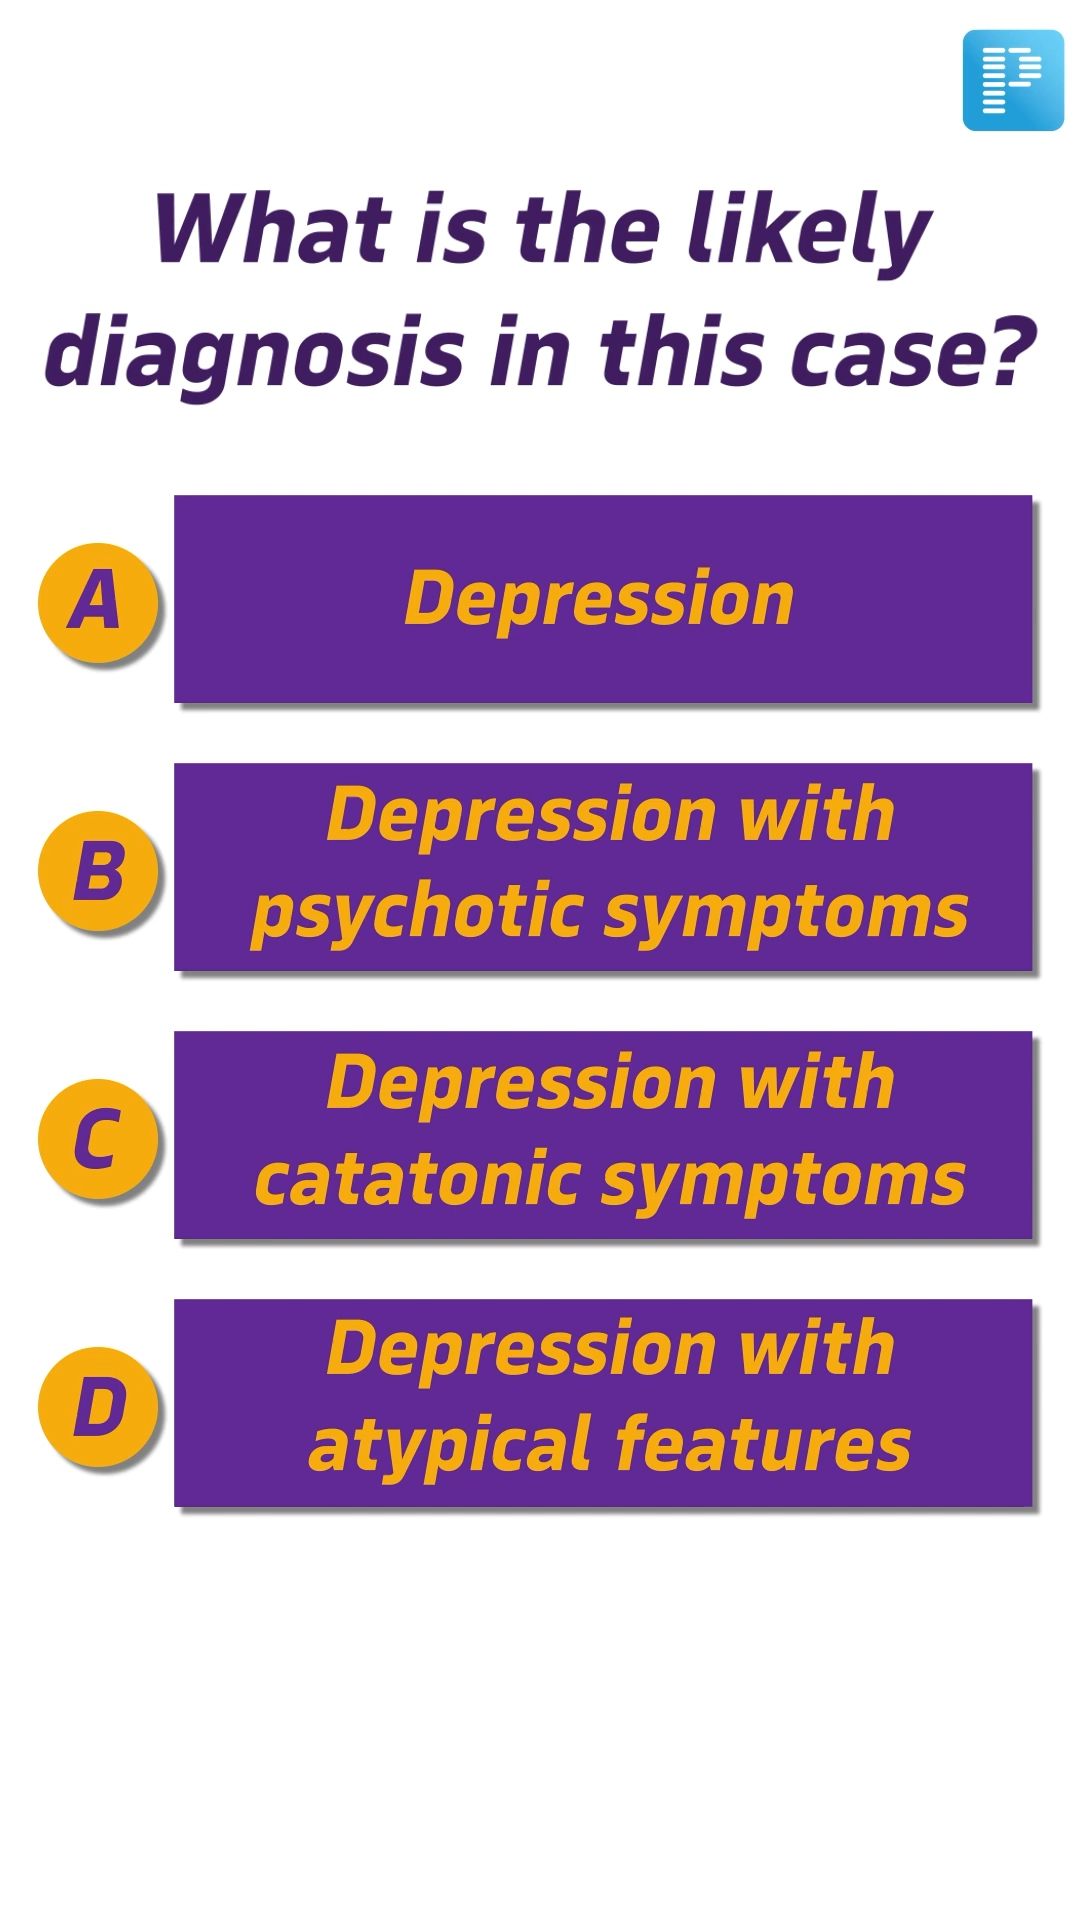 What is the likely
diagnosis in this case?
A
Depression
B
Depression with
psychotic symptoms
C
Depression with
catatonic symptoms
D
Depression with
atypical features